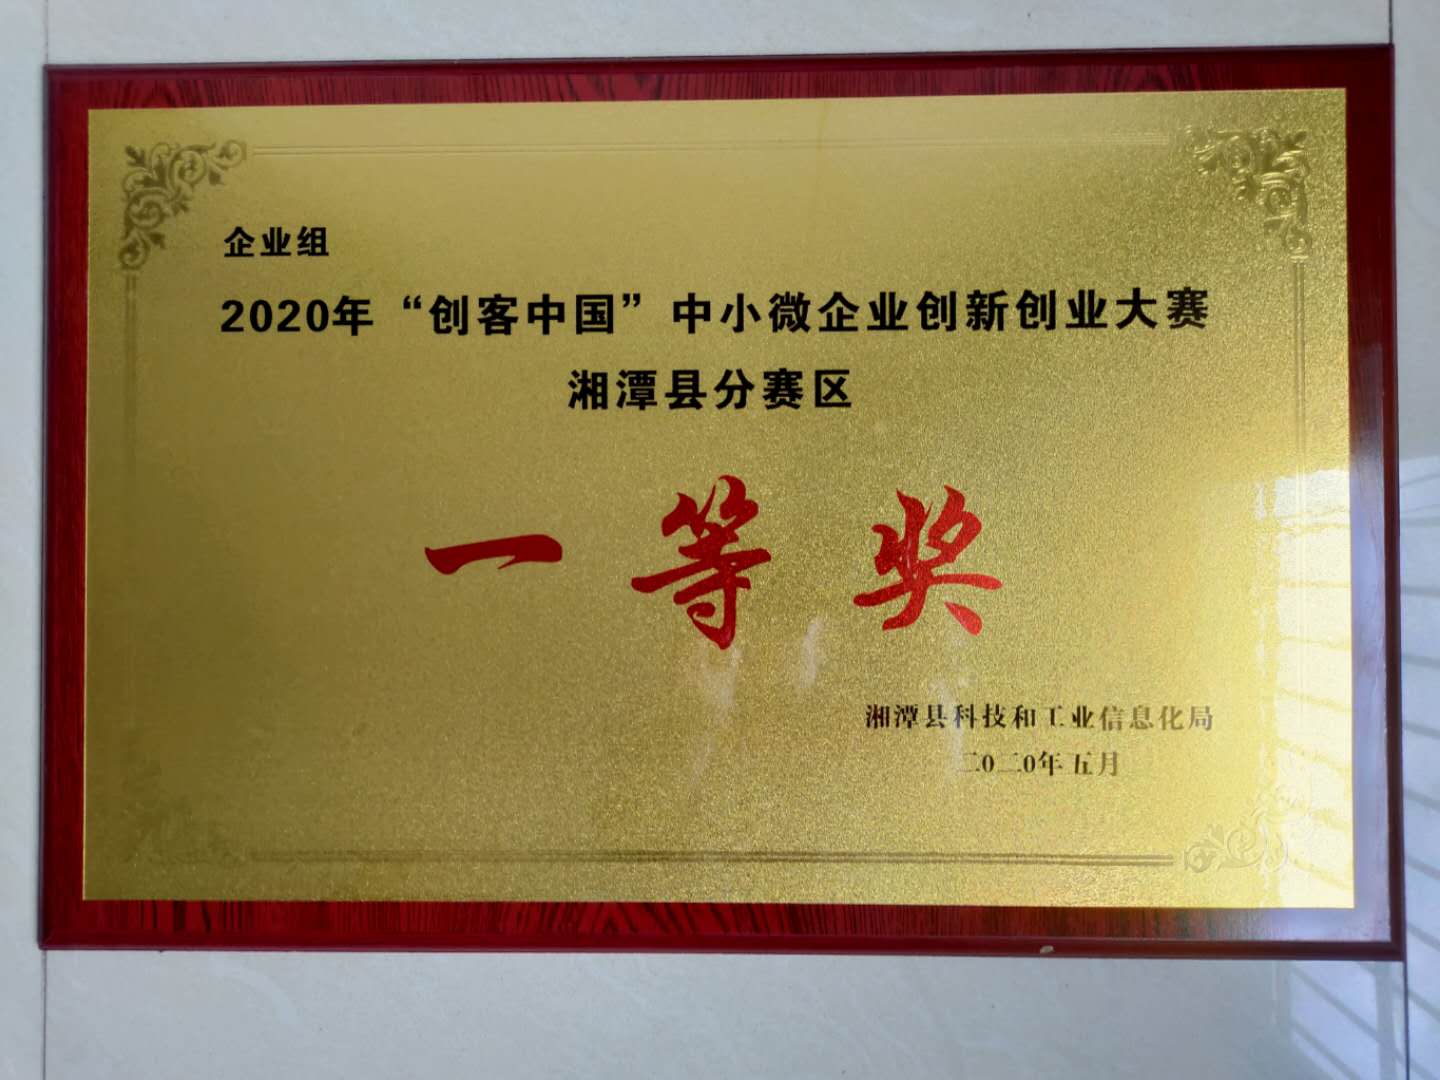 企业组
2020年“创客中国”中小微企业创新创业大赛
湘潭县分赛区
一等奖
湘潭县科技和工业信息化局
二0二0年五月